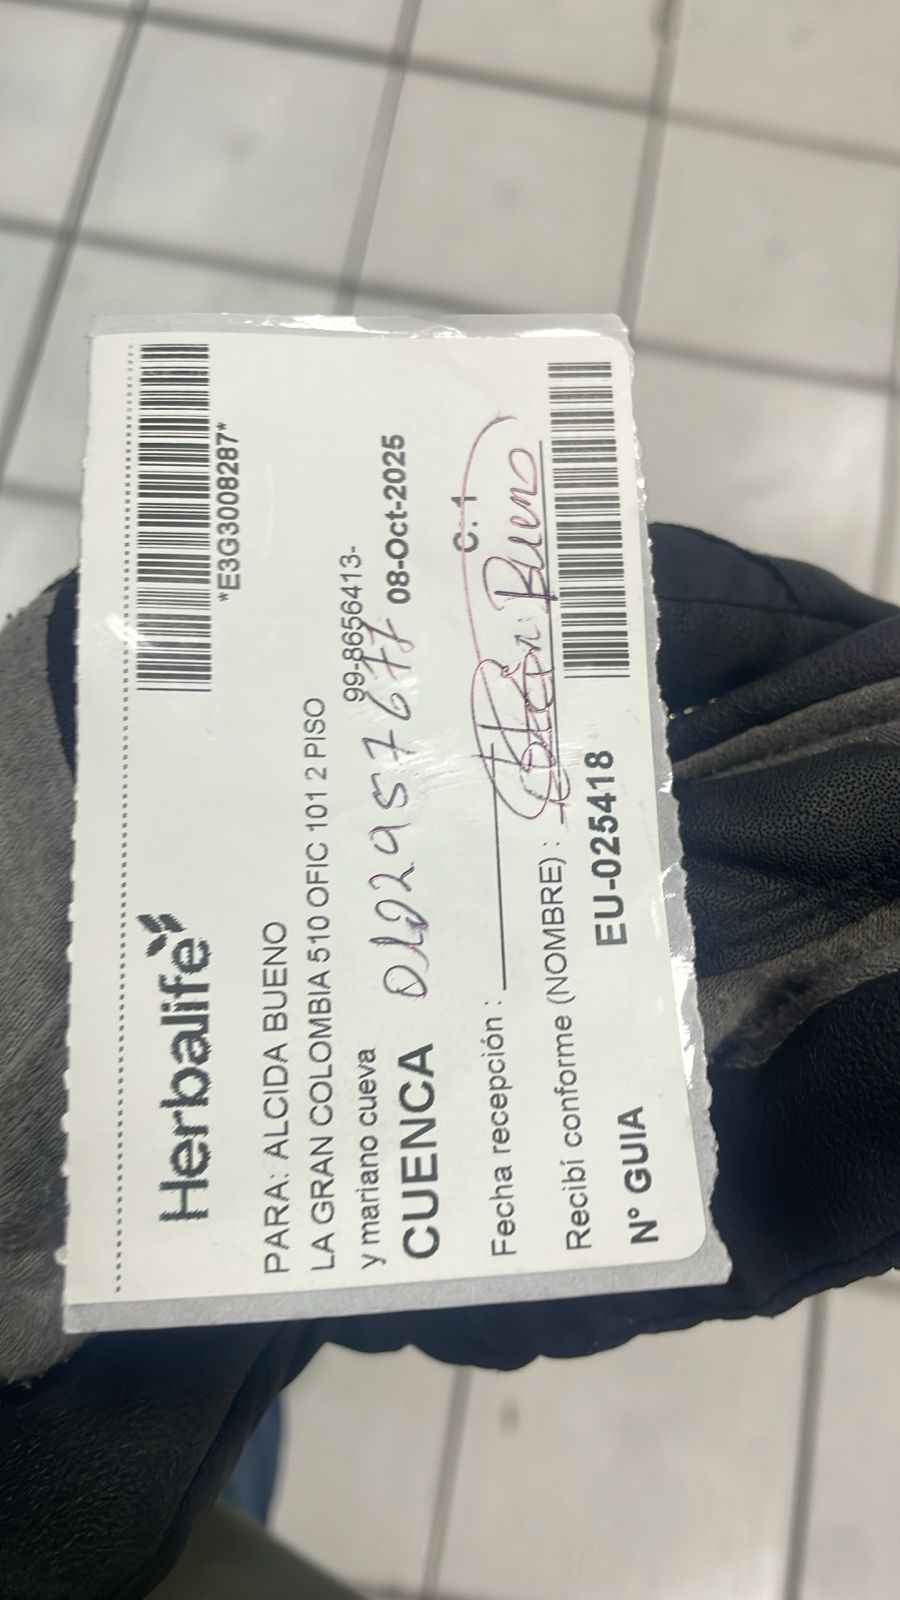 *E3G3008287*
Herbalife
PARA: ALCIDA BUENO
LA GRAN COLOMBIA 510 OFIC 101 2 PISO
y mariano cueva 99-8656413-
CUENCA 01022957677 08-Oct-2025
C. 1
Fecha recepción :
Recibí conforme (NOMBRE) : Bueno
N° GUIA EU-025418